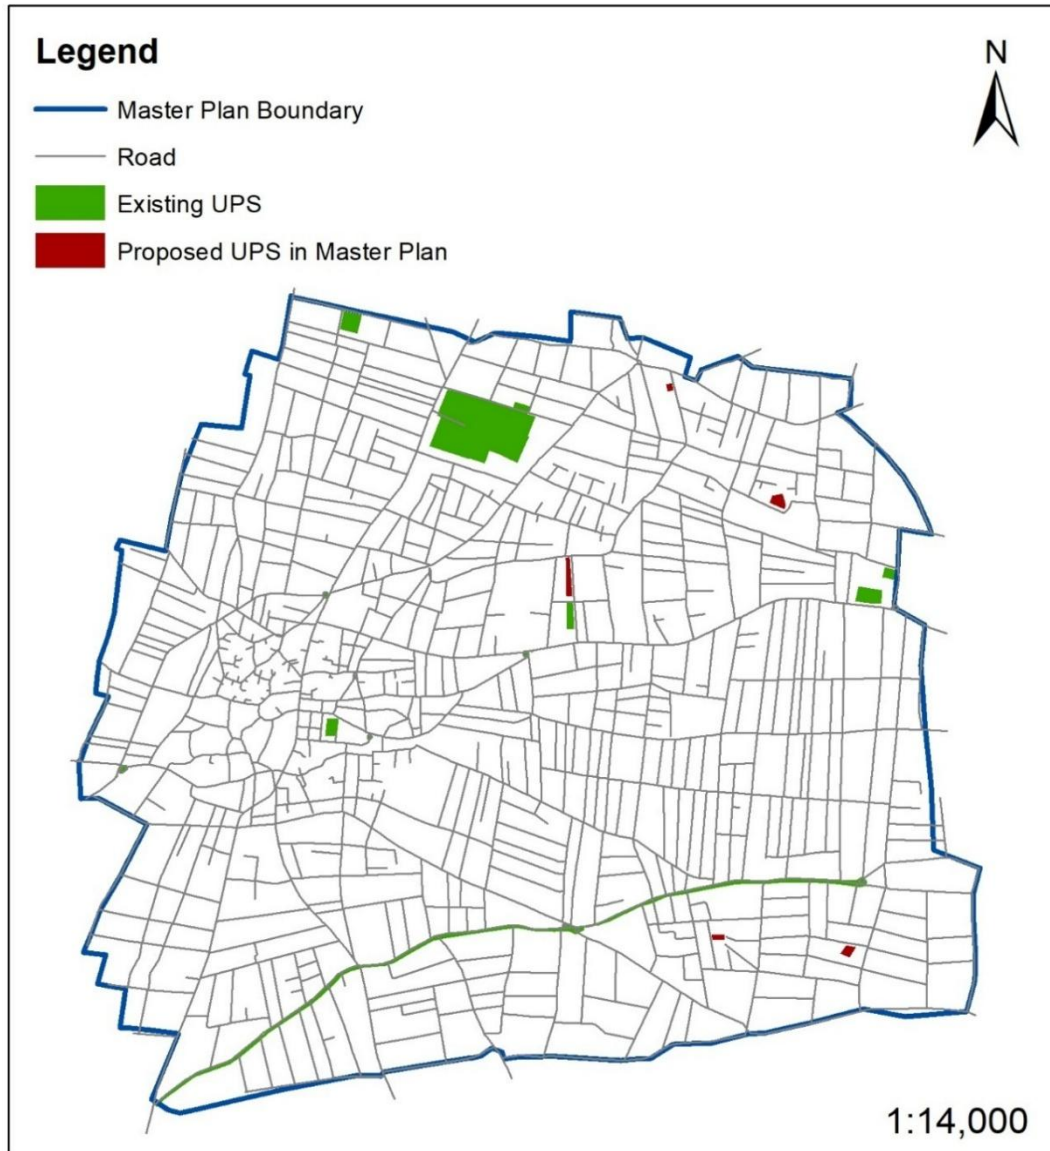 Legend
N
Master Plan Boundary
Road
Existing UPS
Proposed UPS in Master Plan
1:14,000